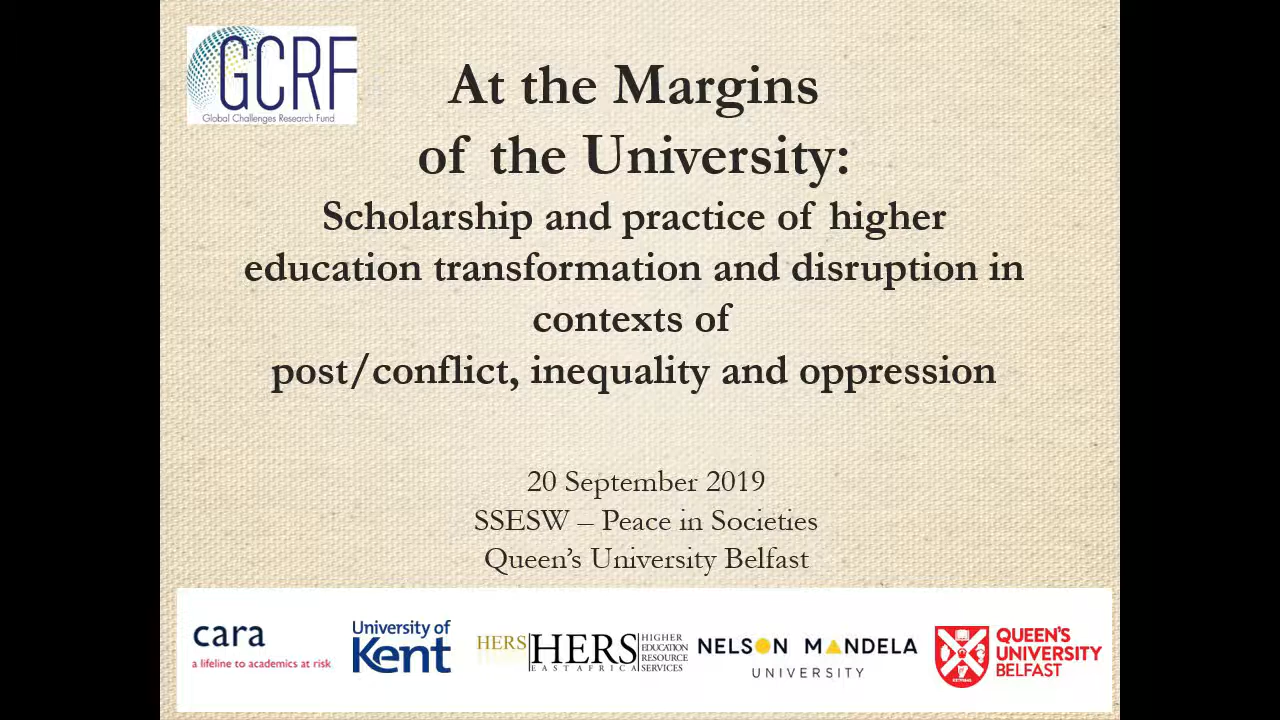 GCRF
Global Challenges Research Fund
At the Margins
of the University:
Scholarship and practice of higher
education transformation and disruption in
contexts of
post/conflict, inequality and oppression
20 September 2019
SSESW – Peace in Societies
Queen's University Belfast
cara
a lifeline to academics at risk
University of
Kent
HERS
HERS
EAST AFRICA
HIGHER
EDUCATION
RESOURCE
SERVICES
NELSON MANDELA
UNIVERSITY
QUEEN'S
UNIVERSITY
BELFAST